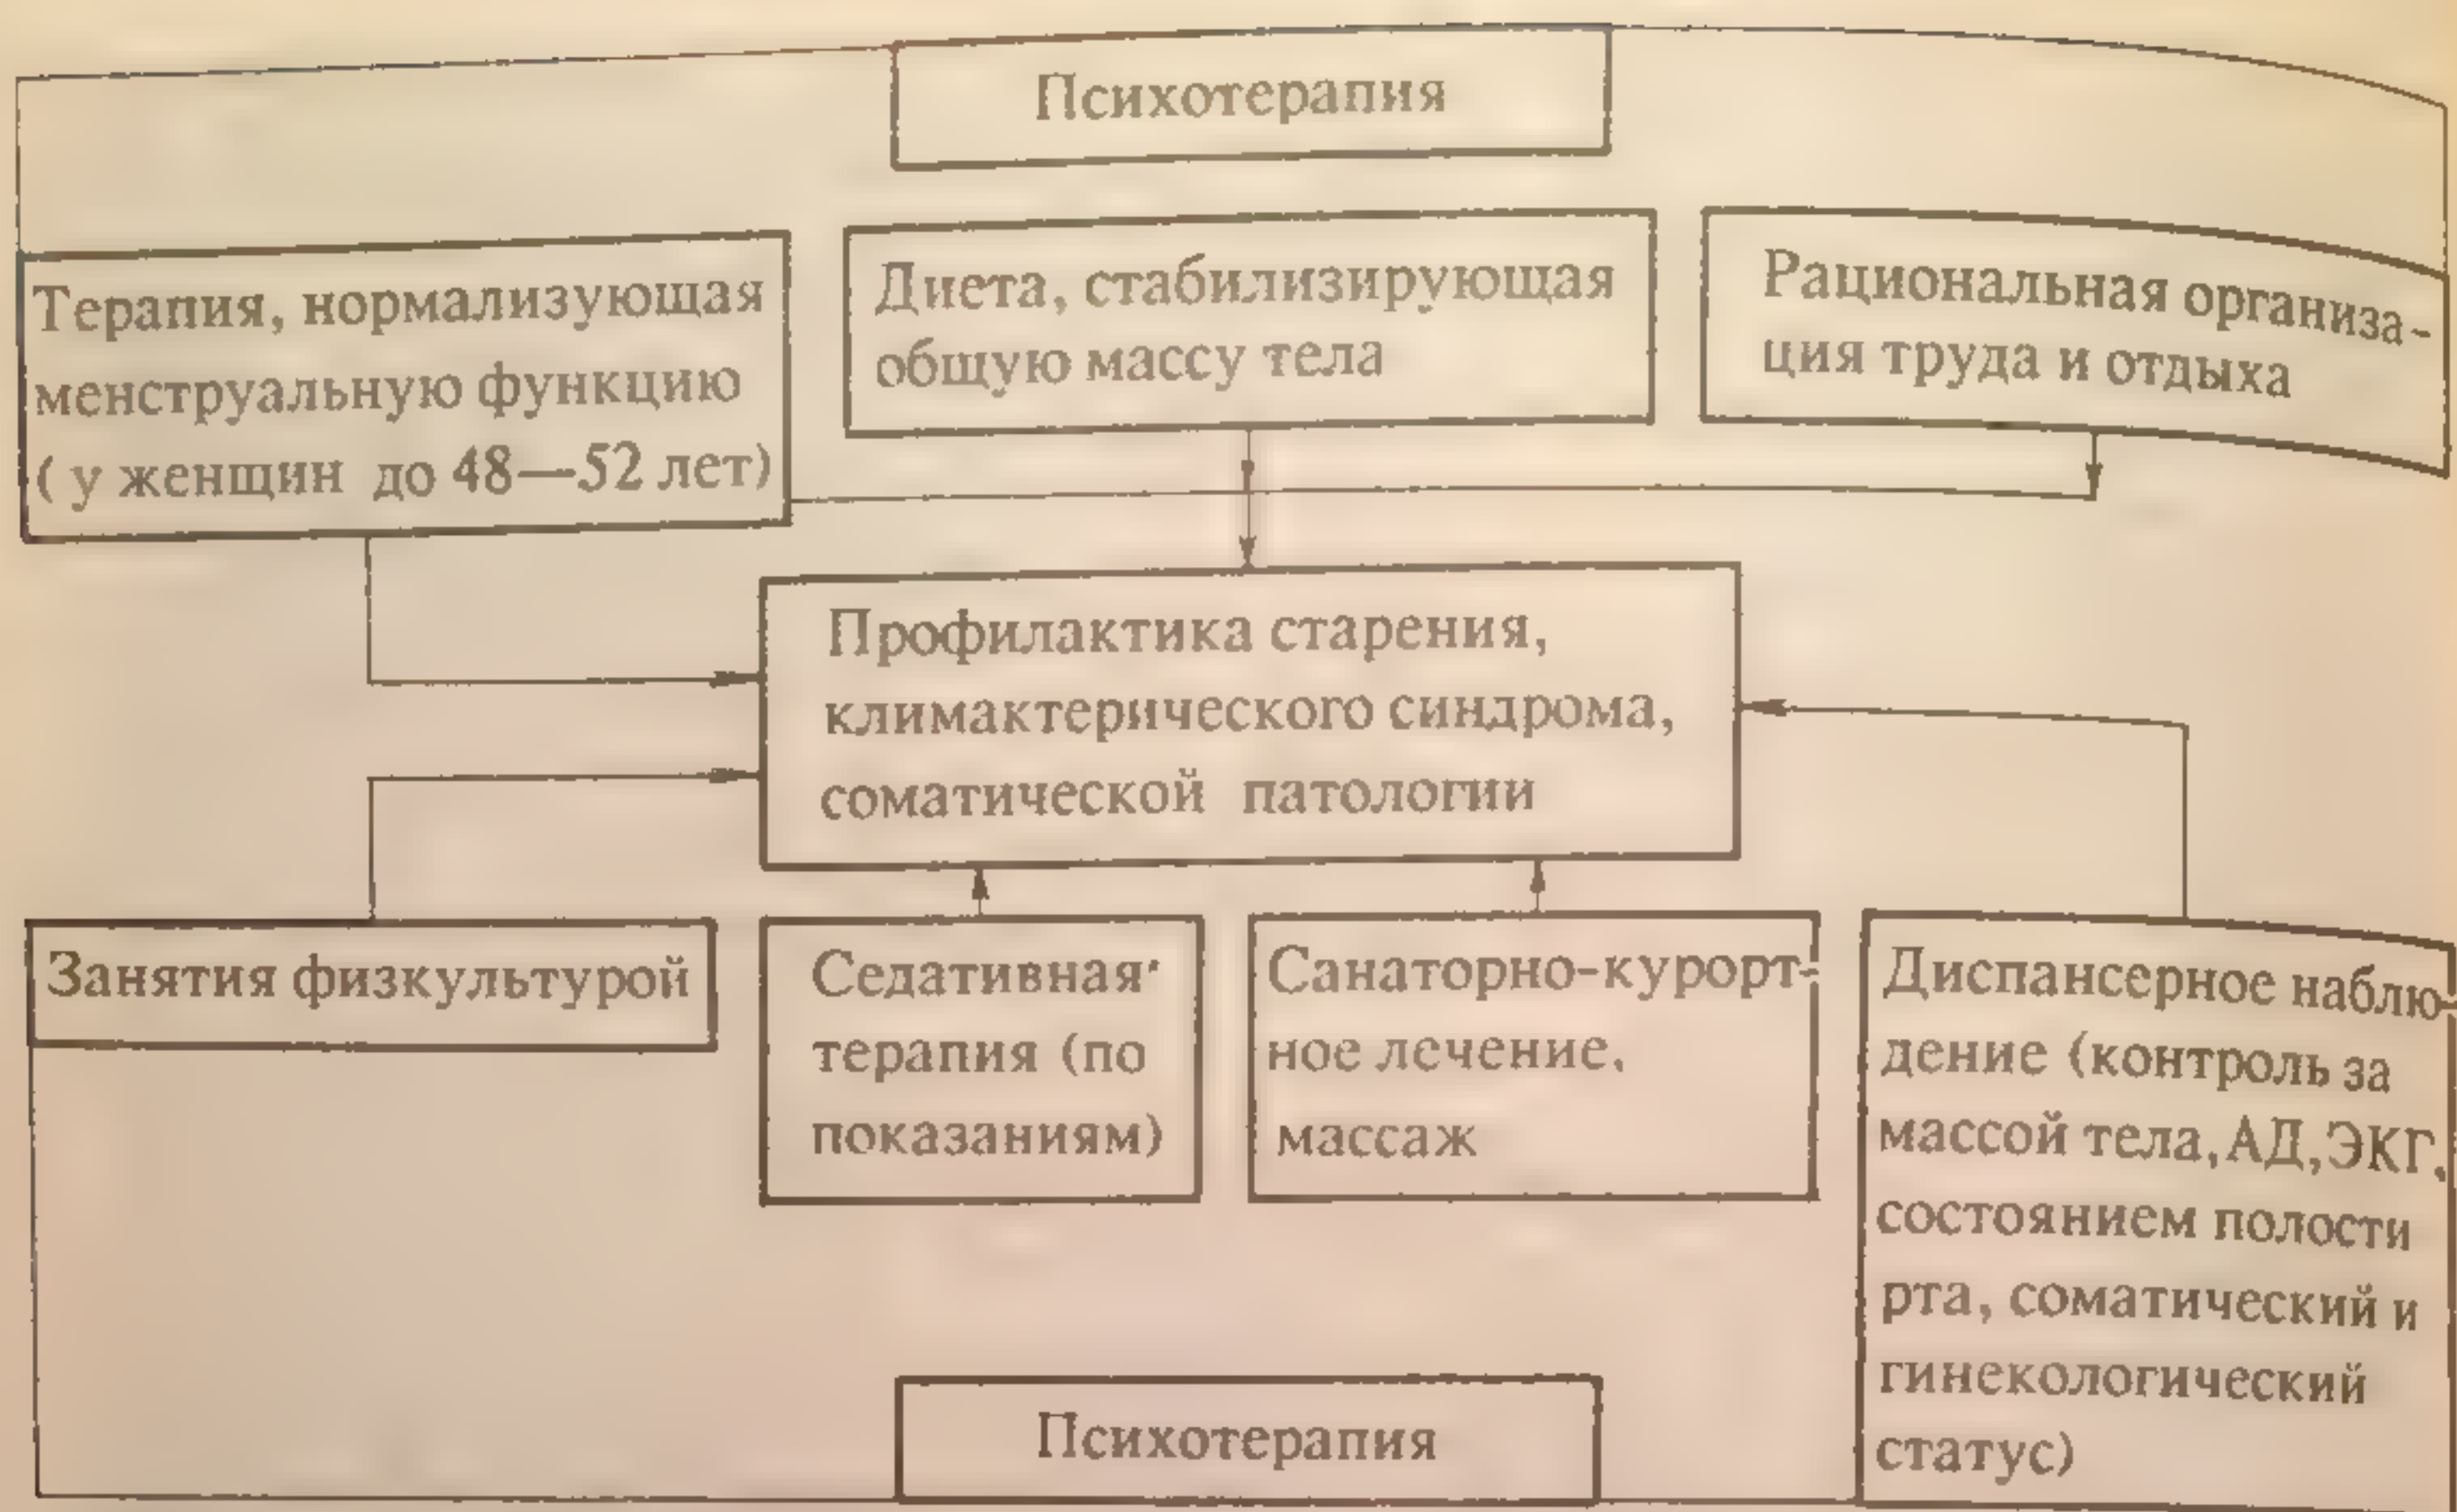 Психотерапия
Терапия, нормализующая
менструальную функцию
(у женщин до 48—52 лет)
Диета, стабилизирующая
общую массу тела
Рациональная организа-
ция труда и отдыха
Профилактика старения,
климактерического синдрома,
соматической патологии
Занятия физкультурой
Седативная
терапия (по
показаниям)
Санаторно-курорт-
ное лечение,
массаж
Диспансерное наблю-
дение (контроль за
массой тела, АД, ЭКГ,
состоянием полости
рта, соматический и
гинекологический
статус)
Психотерапия